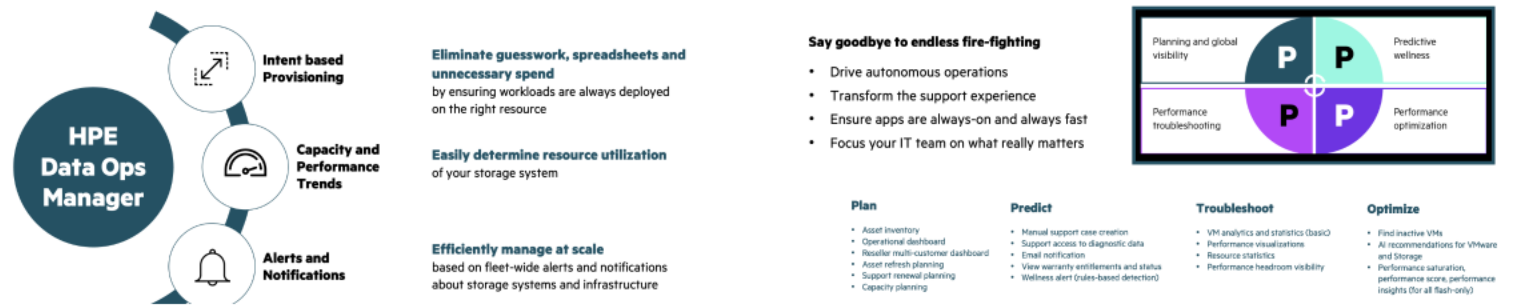 HPE
Data Ops
Manager
Intent based
Provisioning
Capacity and
Performance
Trends
Alerts and
Notifications
Eliminate guesswork, spreadsheets and
unnecessary spend
by ensuring workloads are always deployed
on the right resource
Easily determine resource utilization
of your storage system
Efficiently manage at scale
based on fleet-wide alerts and notifications
about storage systems and infrastructure
Say goodbye to endless fire-fighting
• Drive autonomous operations
• Transform the support experience
• Ensure apps are always-on and always fast
• Focus your IT team on what really matters
Planning and global
visibility
P
P
Predictive
wellness
Performance
troubleshooting
P
P
Performance
optimization
Plan
• Asset inventory
• Operational dashboard
• Reseller multi-customer dashboard
• Asset refresh planning
• Support renewal planning
• Capacity planning
Predict
• Manual support case creation
• Support access to diagnostic data
• Email notification
• View warranty entitlements and status
• Wellness alert (rules-based detection)
Troubleshoot
• VM analytics and statistics (basic)
• Performance visualizations
• Resource statistics
• Performance headroom visibility
Optimize
• Find inactive VMs
• AI recommendations for VMware
and Storage
• Performance saturation,
performance score, performance
insights (for all flash-only)